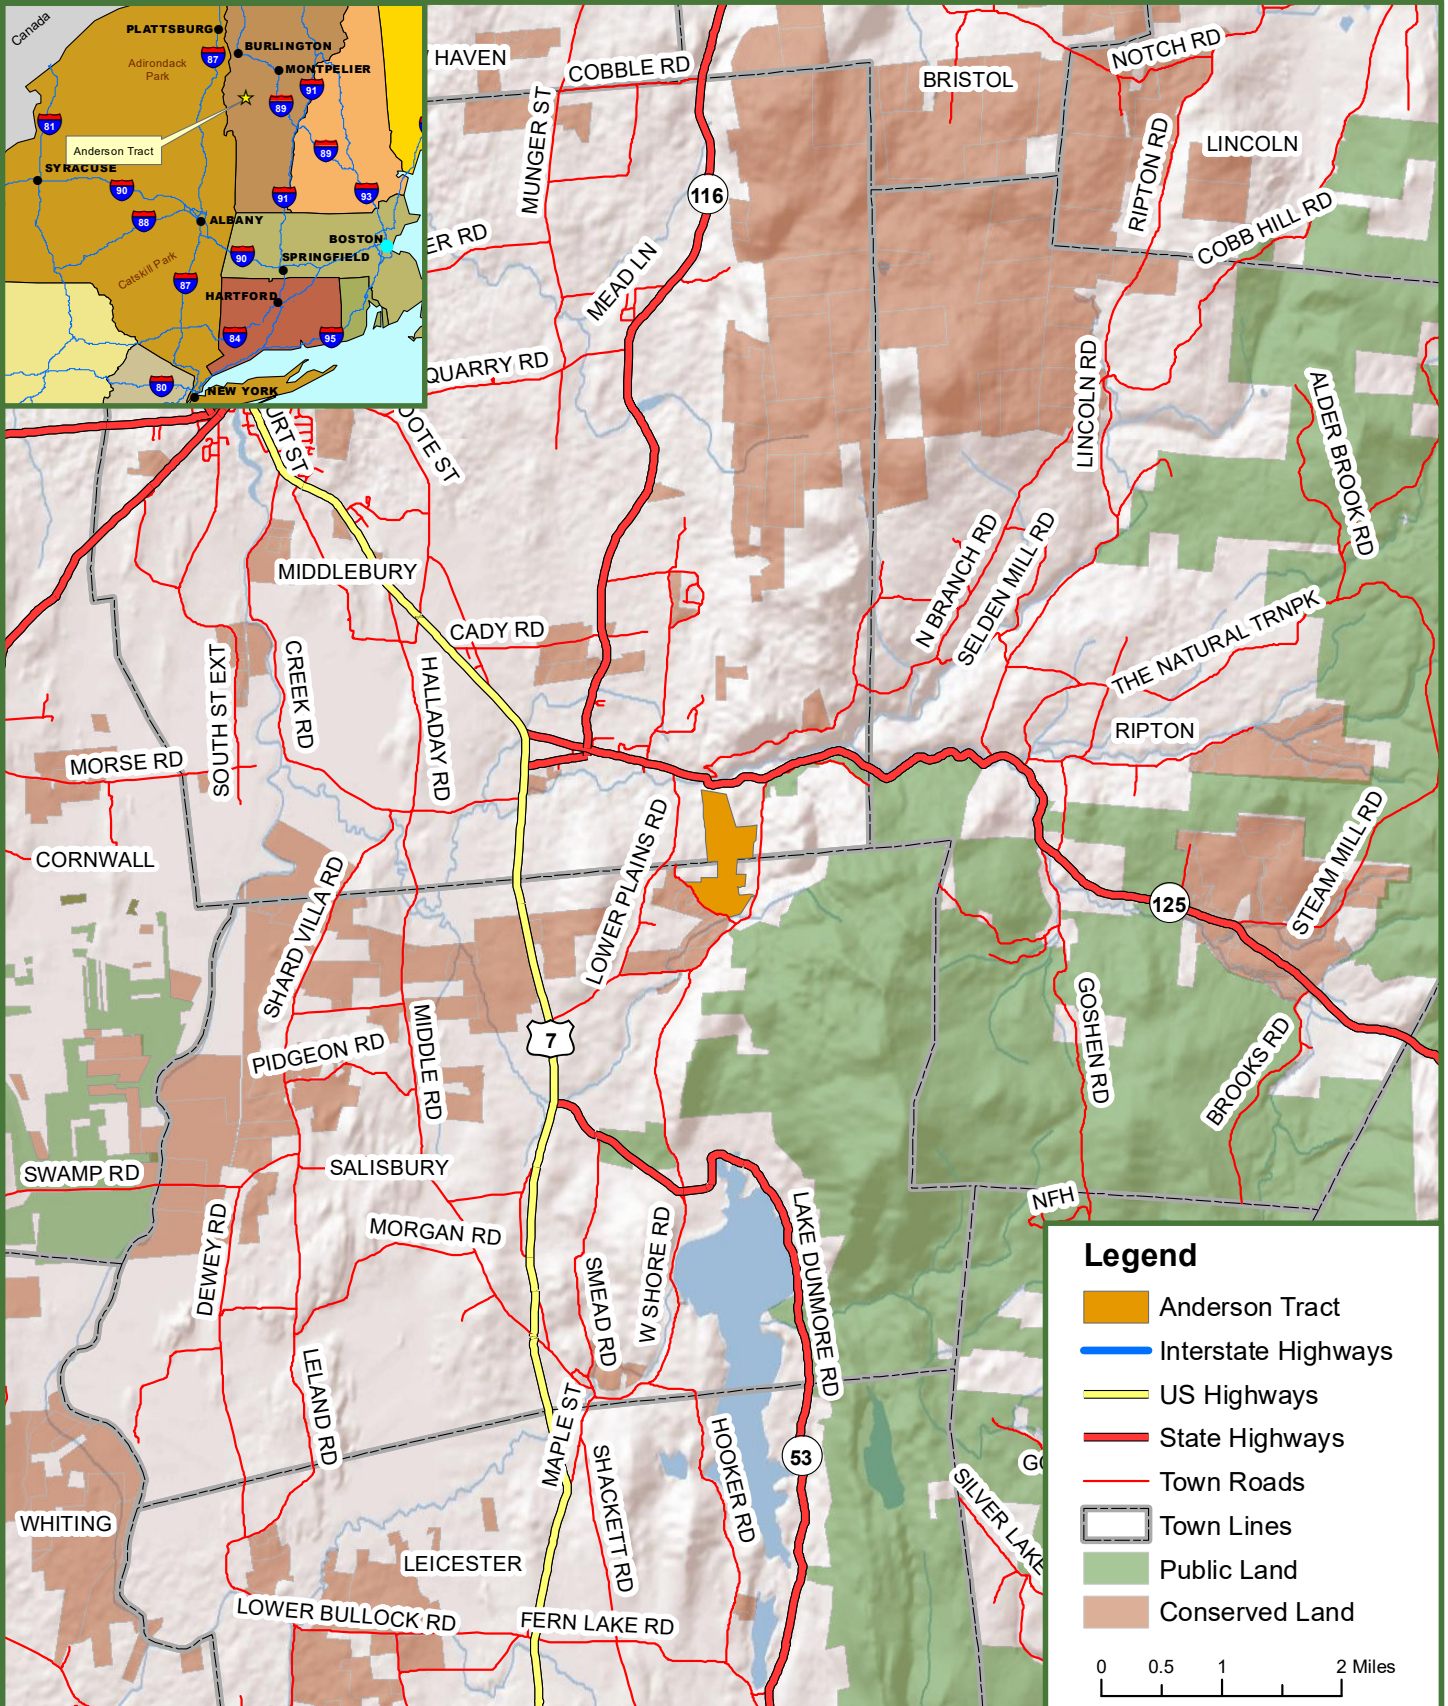 Canada
PLATTSBURG
87
BURLINGTON
Adirondack
Park
MONTPELIER
91
89
81
Anderson Tract
89
SYRACUSE
90
91
93
88
ALBANY
BOSTON
90
SPRINGFIELD
Catskill Park
87
HARTFORD
84
95
80
NEW YORK
HAVEN
COBBLE RD
BRISTOL
NOTCH RD
MUNGER ST
LINCOLN
RIPTON RD
116
COBB HILL RD
ER RD
MEAD LN
QUARRY RD
LINCOLN RD
ALDER BROOK RD
URT ST
OOTE ST
N BRANCH RD
SELDEN MILL RD
MIDDLEBURY
CADY RD
THE NATURAL TRNPK
SOUTH ST EXT
CREEK RD
HALLADAY RD
RIPTON
MORSE RD
LOWER PLAINS RD
STEAM MILL RD
CORNWALL
SHARD VILLA RD
125
GOSHEN RD
MIDDLE RD
7
PIDGEON RD
BROOKS RD
SWAMP RD
SALISBURY
NFH
DEWEY RD
MORGAN RD
W SHORE RD
LAKE DUNMORE RD
SMEAD RD
LELAND RD
MAPLE ST
HOOKER RD
53
SHACKETT RD
GO
SILVER LAKE
WHITING
LEICESTER
LOWER BULLOCK RD
FERN LAKE RD
Legend
Anderson Tract
Interstate Highways
US Highways
State Highways
Town Roads
Town Lines
Public Land
Conserved Land
0 0.5 1 2 Miles